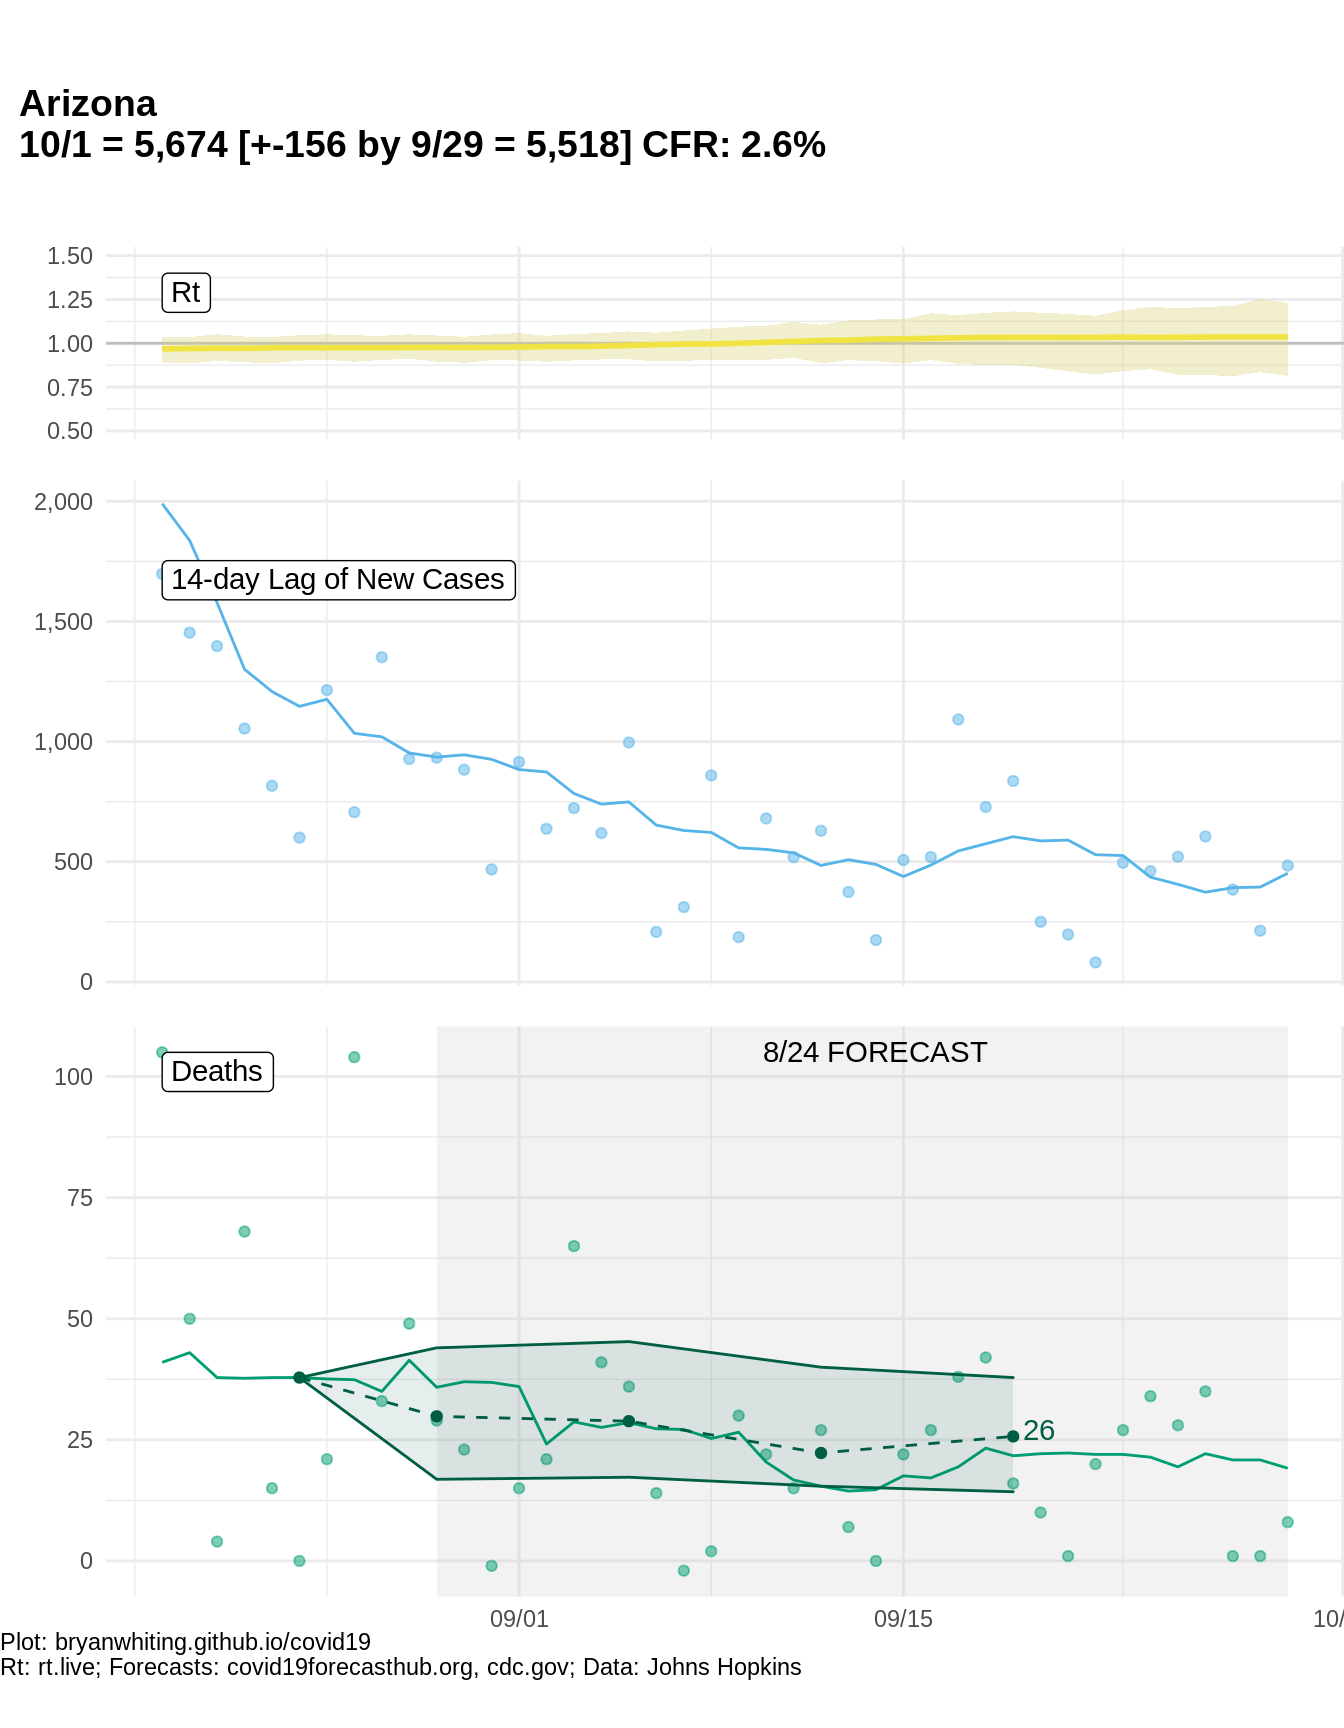 Arizona
10/1 = 5,674 [+-156 by 9/29 = 5,518] CFR: 2.6%
1.50
Rt
1.25
1.00
0.75
0.50
2,000
14-day Lag of New Cases
1,500
1,000
500
0
8/24 FORECAST
Deaths
100
75
50
26
25
0
09/01
09/15
10/
Plot: bryanwhiting.github.io/covid19
Rt: rt.live; Forecasts: covid19forecasthub.org, cdc.gov; Data: Johns Hopkins